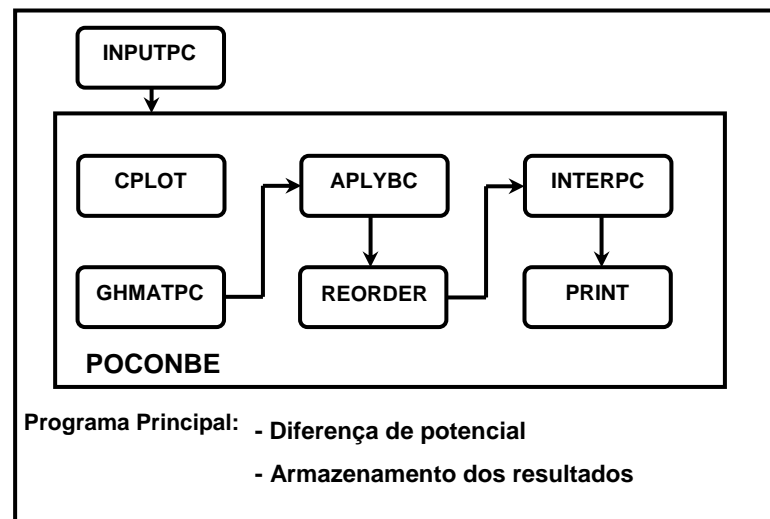 INPUTPC
CPLOT
APLYBC
INTERPC
GHMATPC
REORDER
PRINT
POCONBE
Programa Principal: - Diferença de potencial
- Armazenamento dos resultados